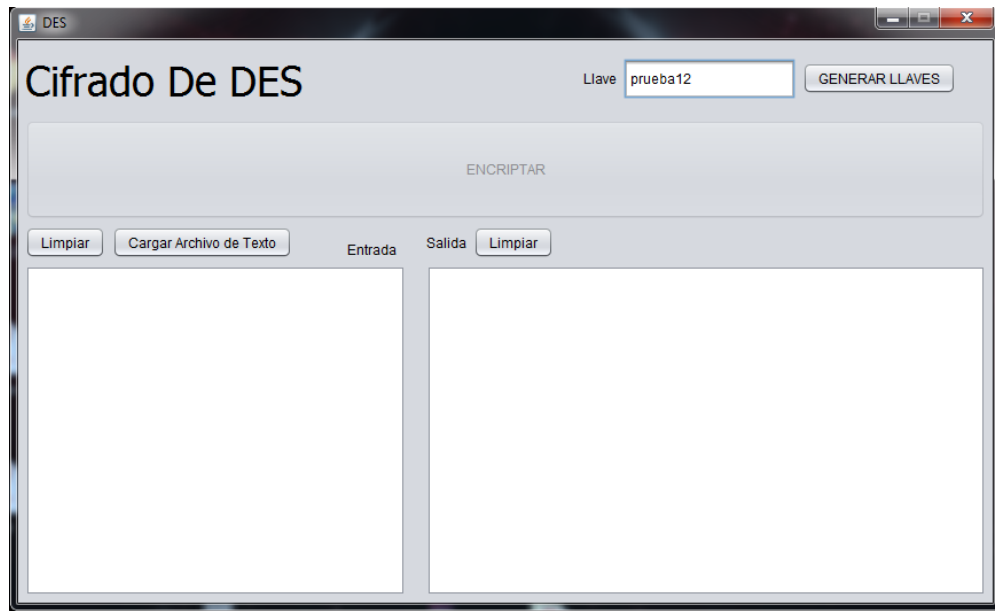 DES
Cifrado De DES
Llave prueba12 GENERAR LLAVES
ENCRIPTAR
Limpiar Cargar Archivo de Texto Entrada Salida Limpiar